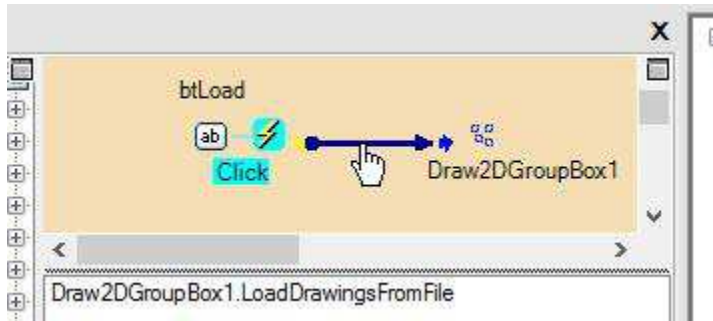 X
btLoad
ab
Click
Draw2DGroupBox1
Draw2DGroupBox1.LoadDrawingsFromFile